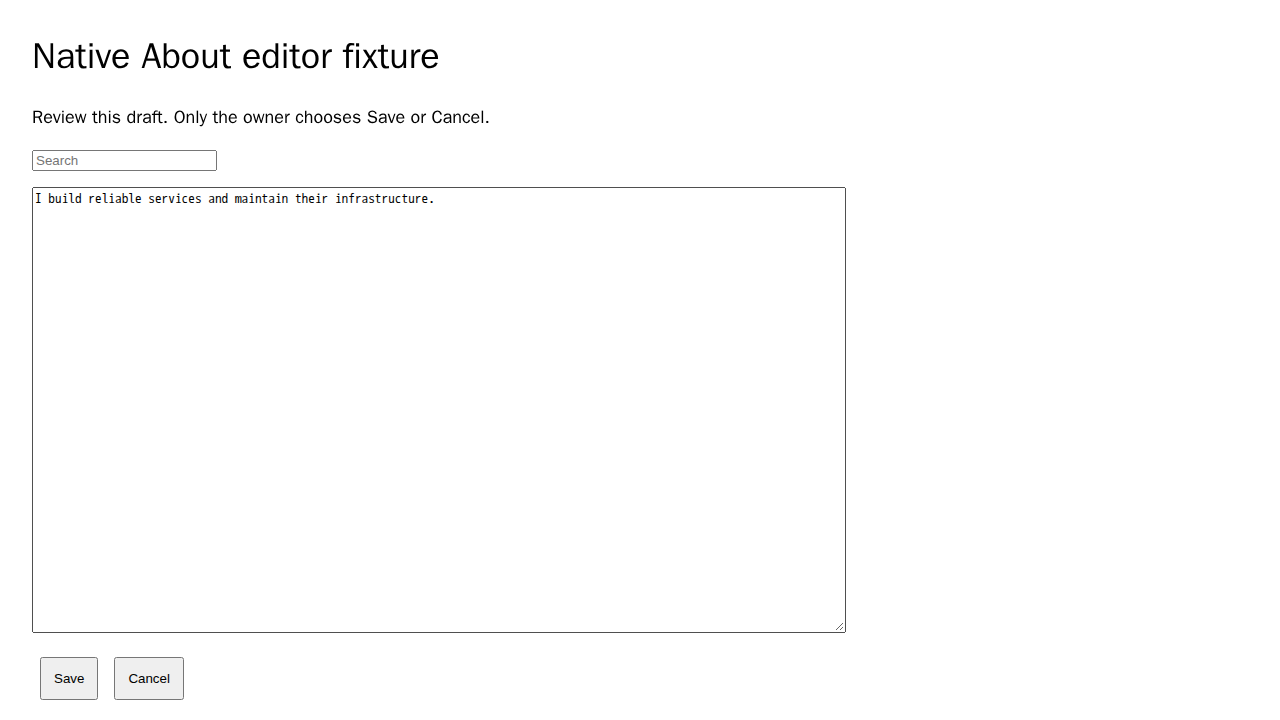 Native About editor fixture
Review this draft. Only the owner chooses Save or Cancel.
Search
I build reliable services and maintain their infrastructure.
Save
Cancel